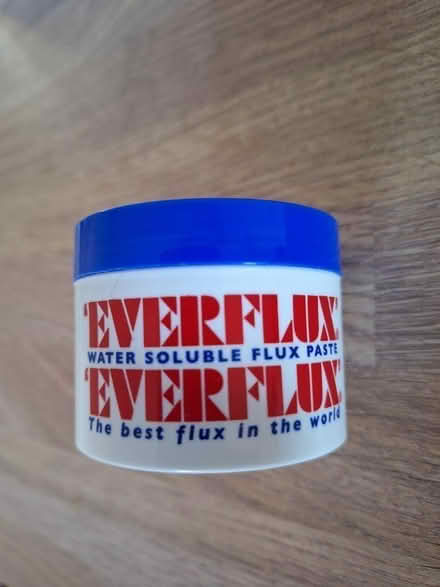 'EVERFLUX'
WATER SOLUBLE FLUX PASTE
'EVERFLUX'
The best flux in the world